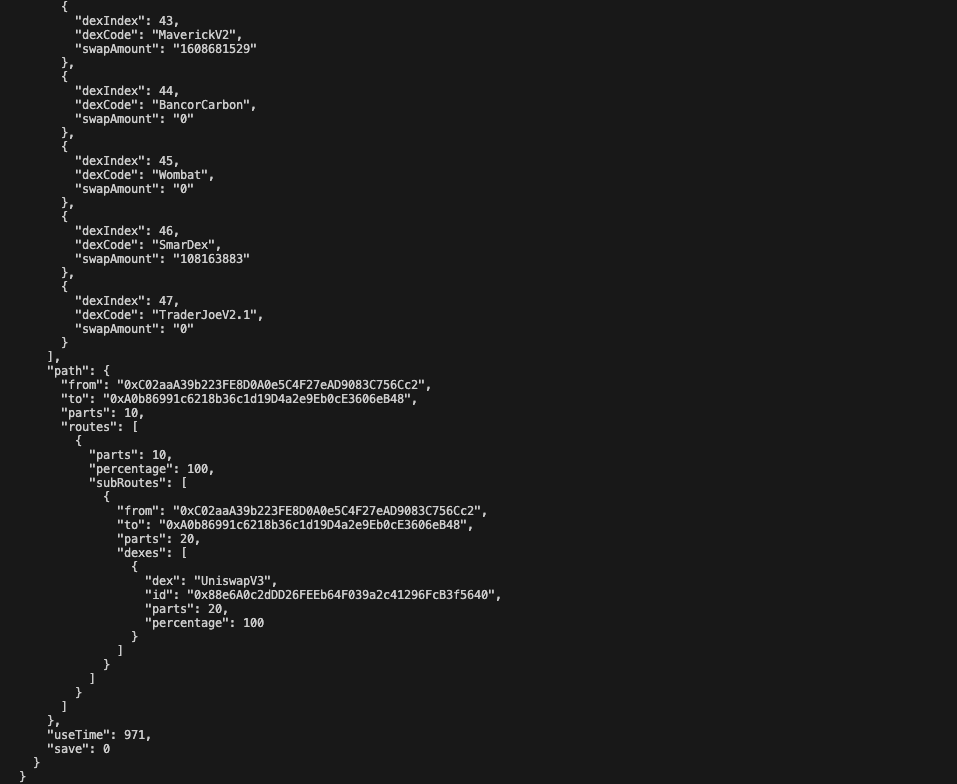 {
"dexIndex": 43,
"dexCode": "MaverickV2",
"swapAmount": "1608681529"
},
{
"dexIndex": 44,
"dexCode": "BancorCarbon",
"swapAmount": "0"
},
{
"dexIndex": 45,
"dexCode": "Wombat",
"swapAmount": "0"
},
{
"dexIndex": 46,
"dexCode": "SmarDex",
"swapAmount": "108163883"
},
{
"dexIndex": 47,
"dexCode": "TraderJoeV2.1",
"swapAmount": "0"
}
],
"path": {
"from": "0xC02aaA39b223FE8D0A0e5C4F27eAD9083C756Cc2",
"to": "0xA0b86991c6218b36c1d19D4a2e9Eb0cE3606eB48",
"parts": 10,
"routes": [
{
"parts": 10,
"percentage": 100,
"subRoutes": [
{
"from": "0xC02aaA39b223FE8D0A0e5C4F27eAD9083C756Cc2",
"to": "0xA0b86991c6218b36c1d19D4a2e9Eb0cE3606eB48",
"parts": 20,
"dexes": [
{
"dex": "UniswapV3",
"id": "0x88e6A0c2dDD26FEEb64F039a2c41296FcB3f5640",
"parts": 20,
"percentage": 100
}
]
}
]
}
]
},
"useTime": 971,
"save": 0
}
}